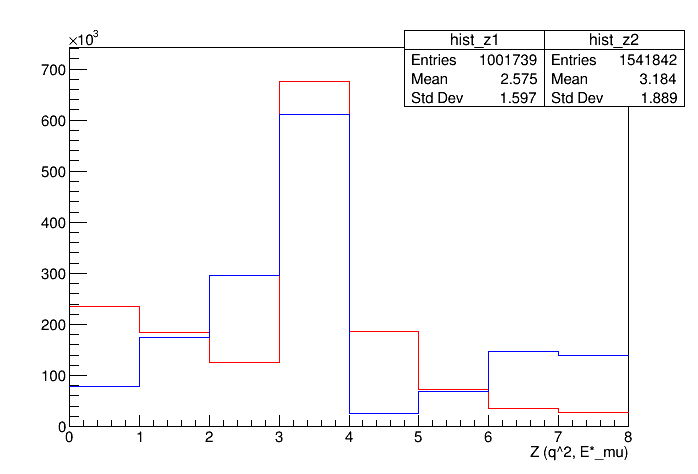 ×10³
hist_z1 hist_z2
Entries 1001739 Entries 1541842
Mean 2.575 Mean 3.184
Std Dev 1.597 Std Dev 1.889
700
600
500
400
300
200
100
0
0 1 2 3 4 5 6 7 8
Z (q^2, E*_mu)